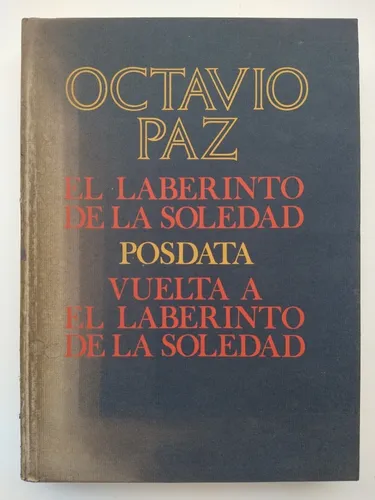 OCTAVIO
PAZ
EL LABERINTO
DE LA SOLEDAD
POSDATA
VUELTA A
EL LABERINTO
DE LA SOLEDAD